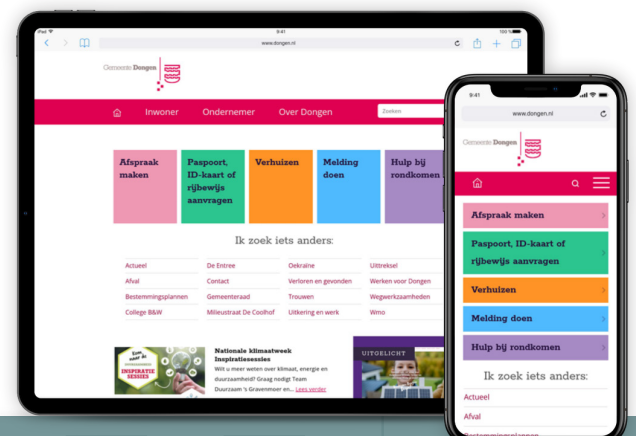 iPad
9:41
100 %
www.dongen.nl
Gemeente Dongen
Inwoner Ondernemer Over Dongen Zoeken
Afspraak
maken
Paspoort,
ID-kaart of
rijbewijs
aanvragen
Verhuizen
Melding
doen
Hulp bij
rondkomen
Ik zoek iets anders:
Actueel De Entree Oekraïne Uittreksel
Afval Contact Verloren en gevonden Werken voor Dongen
Bestemmingsplannen Gemeenteraad Trouwen Wegwerkzaamheden
College B&W Milieustraat De Coolhof Uitkering en werk Wmo
Kom
naar de
INSPIRATIE
SESSIES
Nationale klimaatweek
Inspiratiesessies
Wilt u meer weten over klimaat, energie en
duurzaamheid? Graag nodigt Team
Duurzaam 's Gravenmoer en... Lees verder
UITGELICHT
9:41
www.dongen.nl
Gemeente Dongen
Afspraak maken
Paspoort, ID-kaart of
rijbewijs aanvragen
Verhuizen
Melding doen
Hulp bij rondkomen
Ik zoek iets anders:
Actueel
Afval
Bestemmingsplannen